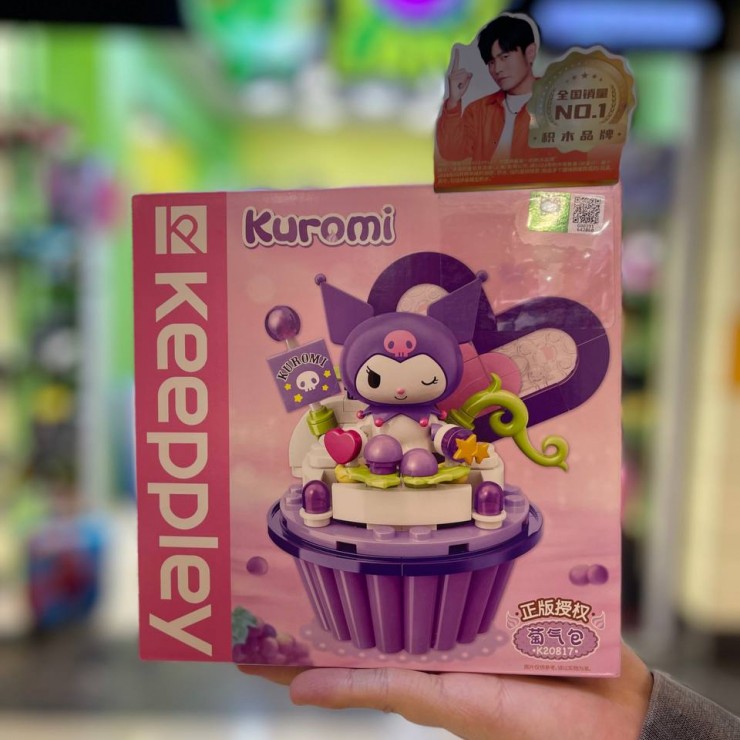 全国销量
NO.1
·积木品牌·
Kuromi
keeppley
KUROMI
正版授权
萄气包
·K20817·